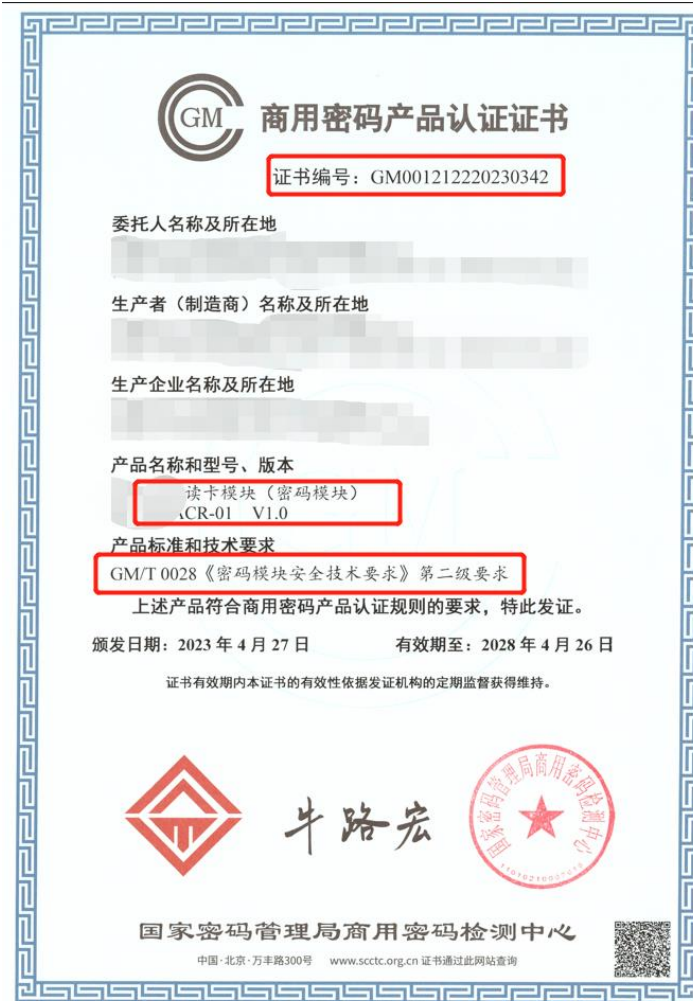 GM 商用密码产品认证证书
证书编号：GM001212220230342
委托人名称及所在地
生产者（制造商）名称及所在地
生产企业名称及所在地
产品名称和型号、版本
读卡模块（密码模块）
CR-01 V1.0
产品标准和技术要求
GM/T 0028《密码模块安全技术要求》第二级要求
上述产品符合商用密码产品认证规则的要求，特此发证。
颁发日期：2023 年 4 月 27 日 有效期至：2028 年 4 月 26 日
证书有效期内本证书的有效性依据发证机构的定期监督获得维持。
牛路宏
国家密码管理局商用密码检测中心
国家密码管理局商用密码检测中心
中国·北京·万丰路300号 www.scctc.org.cn 证书通过此网站查询